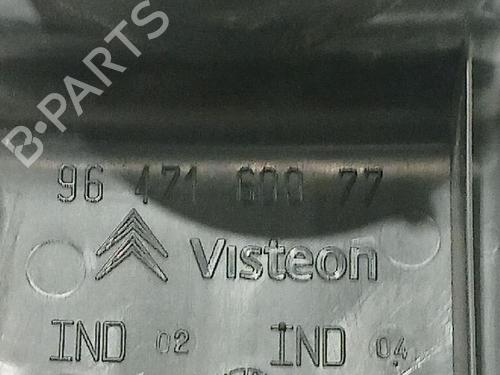 B-PARTS
96 471 600 77
Visteon
IND 02 IND 04